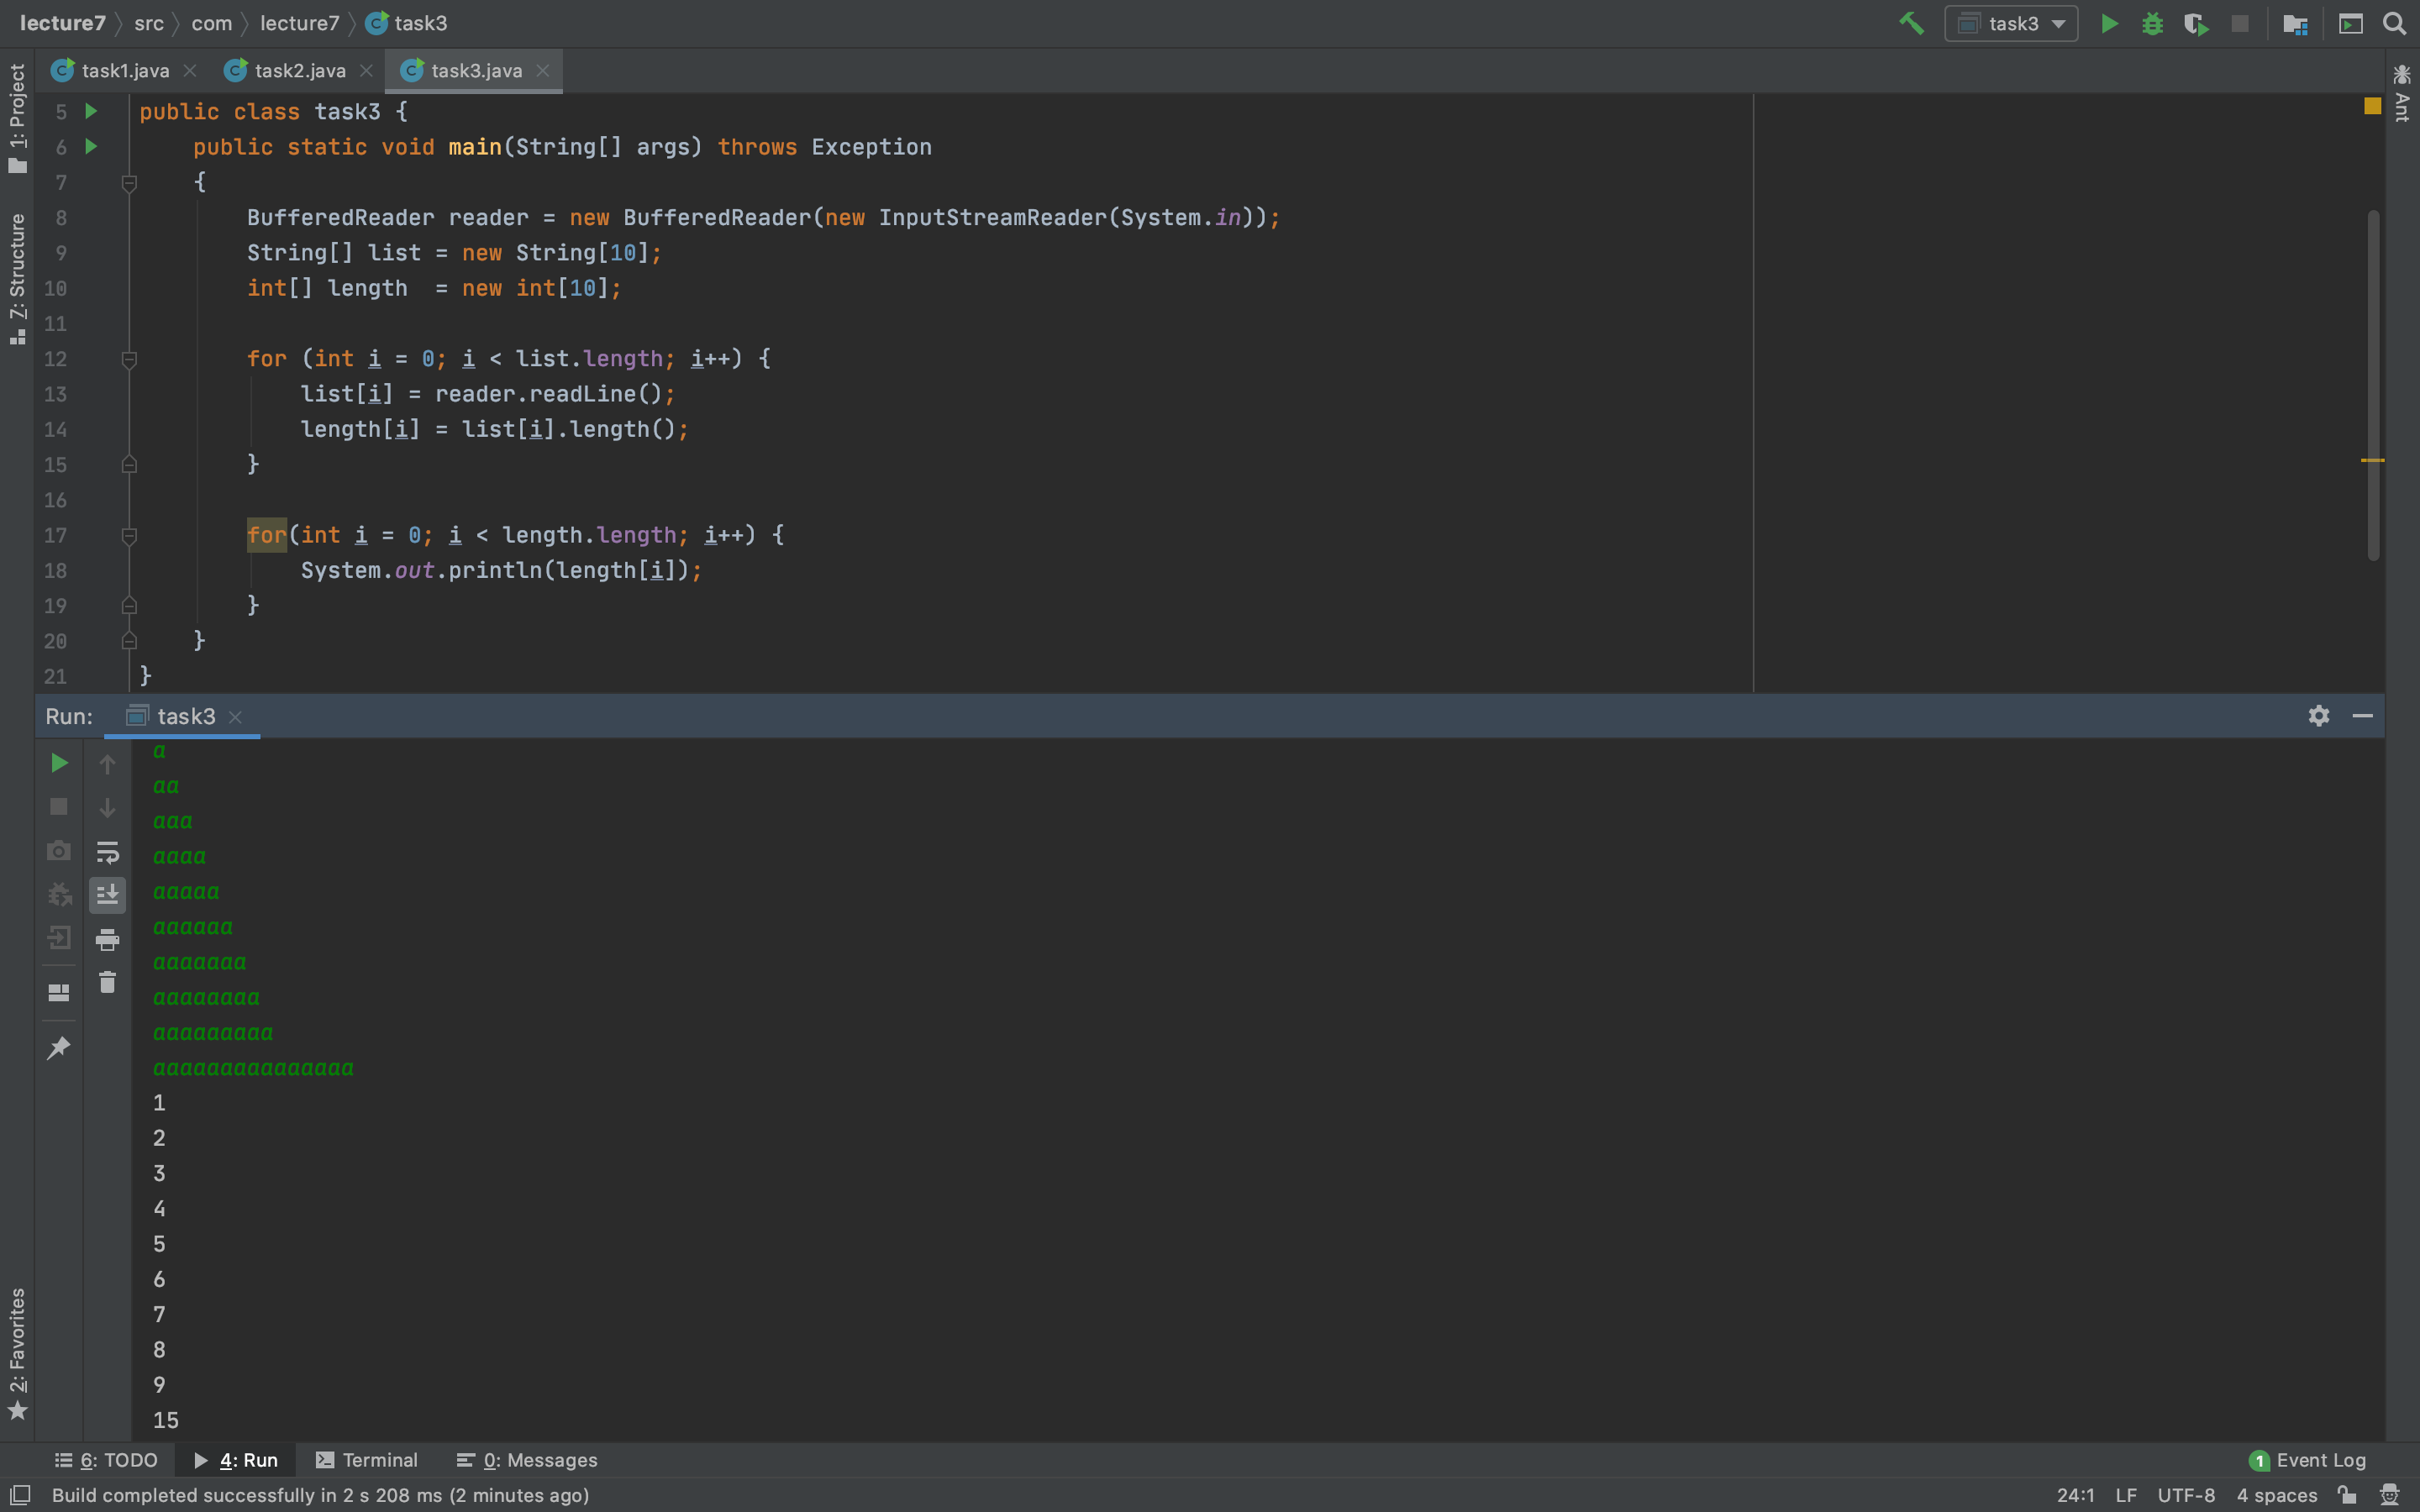 lecture7 src com lecture7 task3 task3
task1.java task2.java task3.java
1: Project
7: Structure
2: Favorites
Ant
5 public class task3 {
6 public static void main(String[] args) throws Exception
7 {
8 BufferedReader reader = new BufferedReader(new InputStreamReader(System.in));
9 String[] list = new String[10];
10 int[] length  = new int[10];
11
12 for (int i = 0; i < list.length; i++) {
13 list[i] = reader.readLine();
14 length[i] = list[i].length();
15 }
16
17 for(int i = 0; i < length.length; i++) {
18 System.out.println(length[i]);
19 }
20 }
21 }
Run: task3
a
aa
aaa
aaaa
aaaaa
aaaaaa
aaaaaaa
aaaaaaaa
aaaaaaaaa
aaaaaaaaaaaaaaa
1
2
3
4
5
6
7
8
9
15
6: TODO 4: Run Terminal 0: Messages 1 Event Log
Build completed successfully in 2 s 208 ms (2 minutes ago) 24:1 LF UTF-8 4 spaces